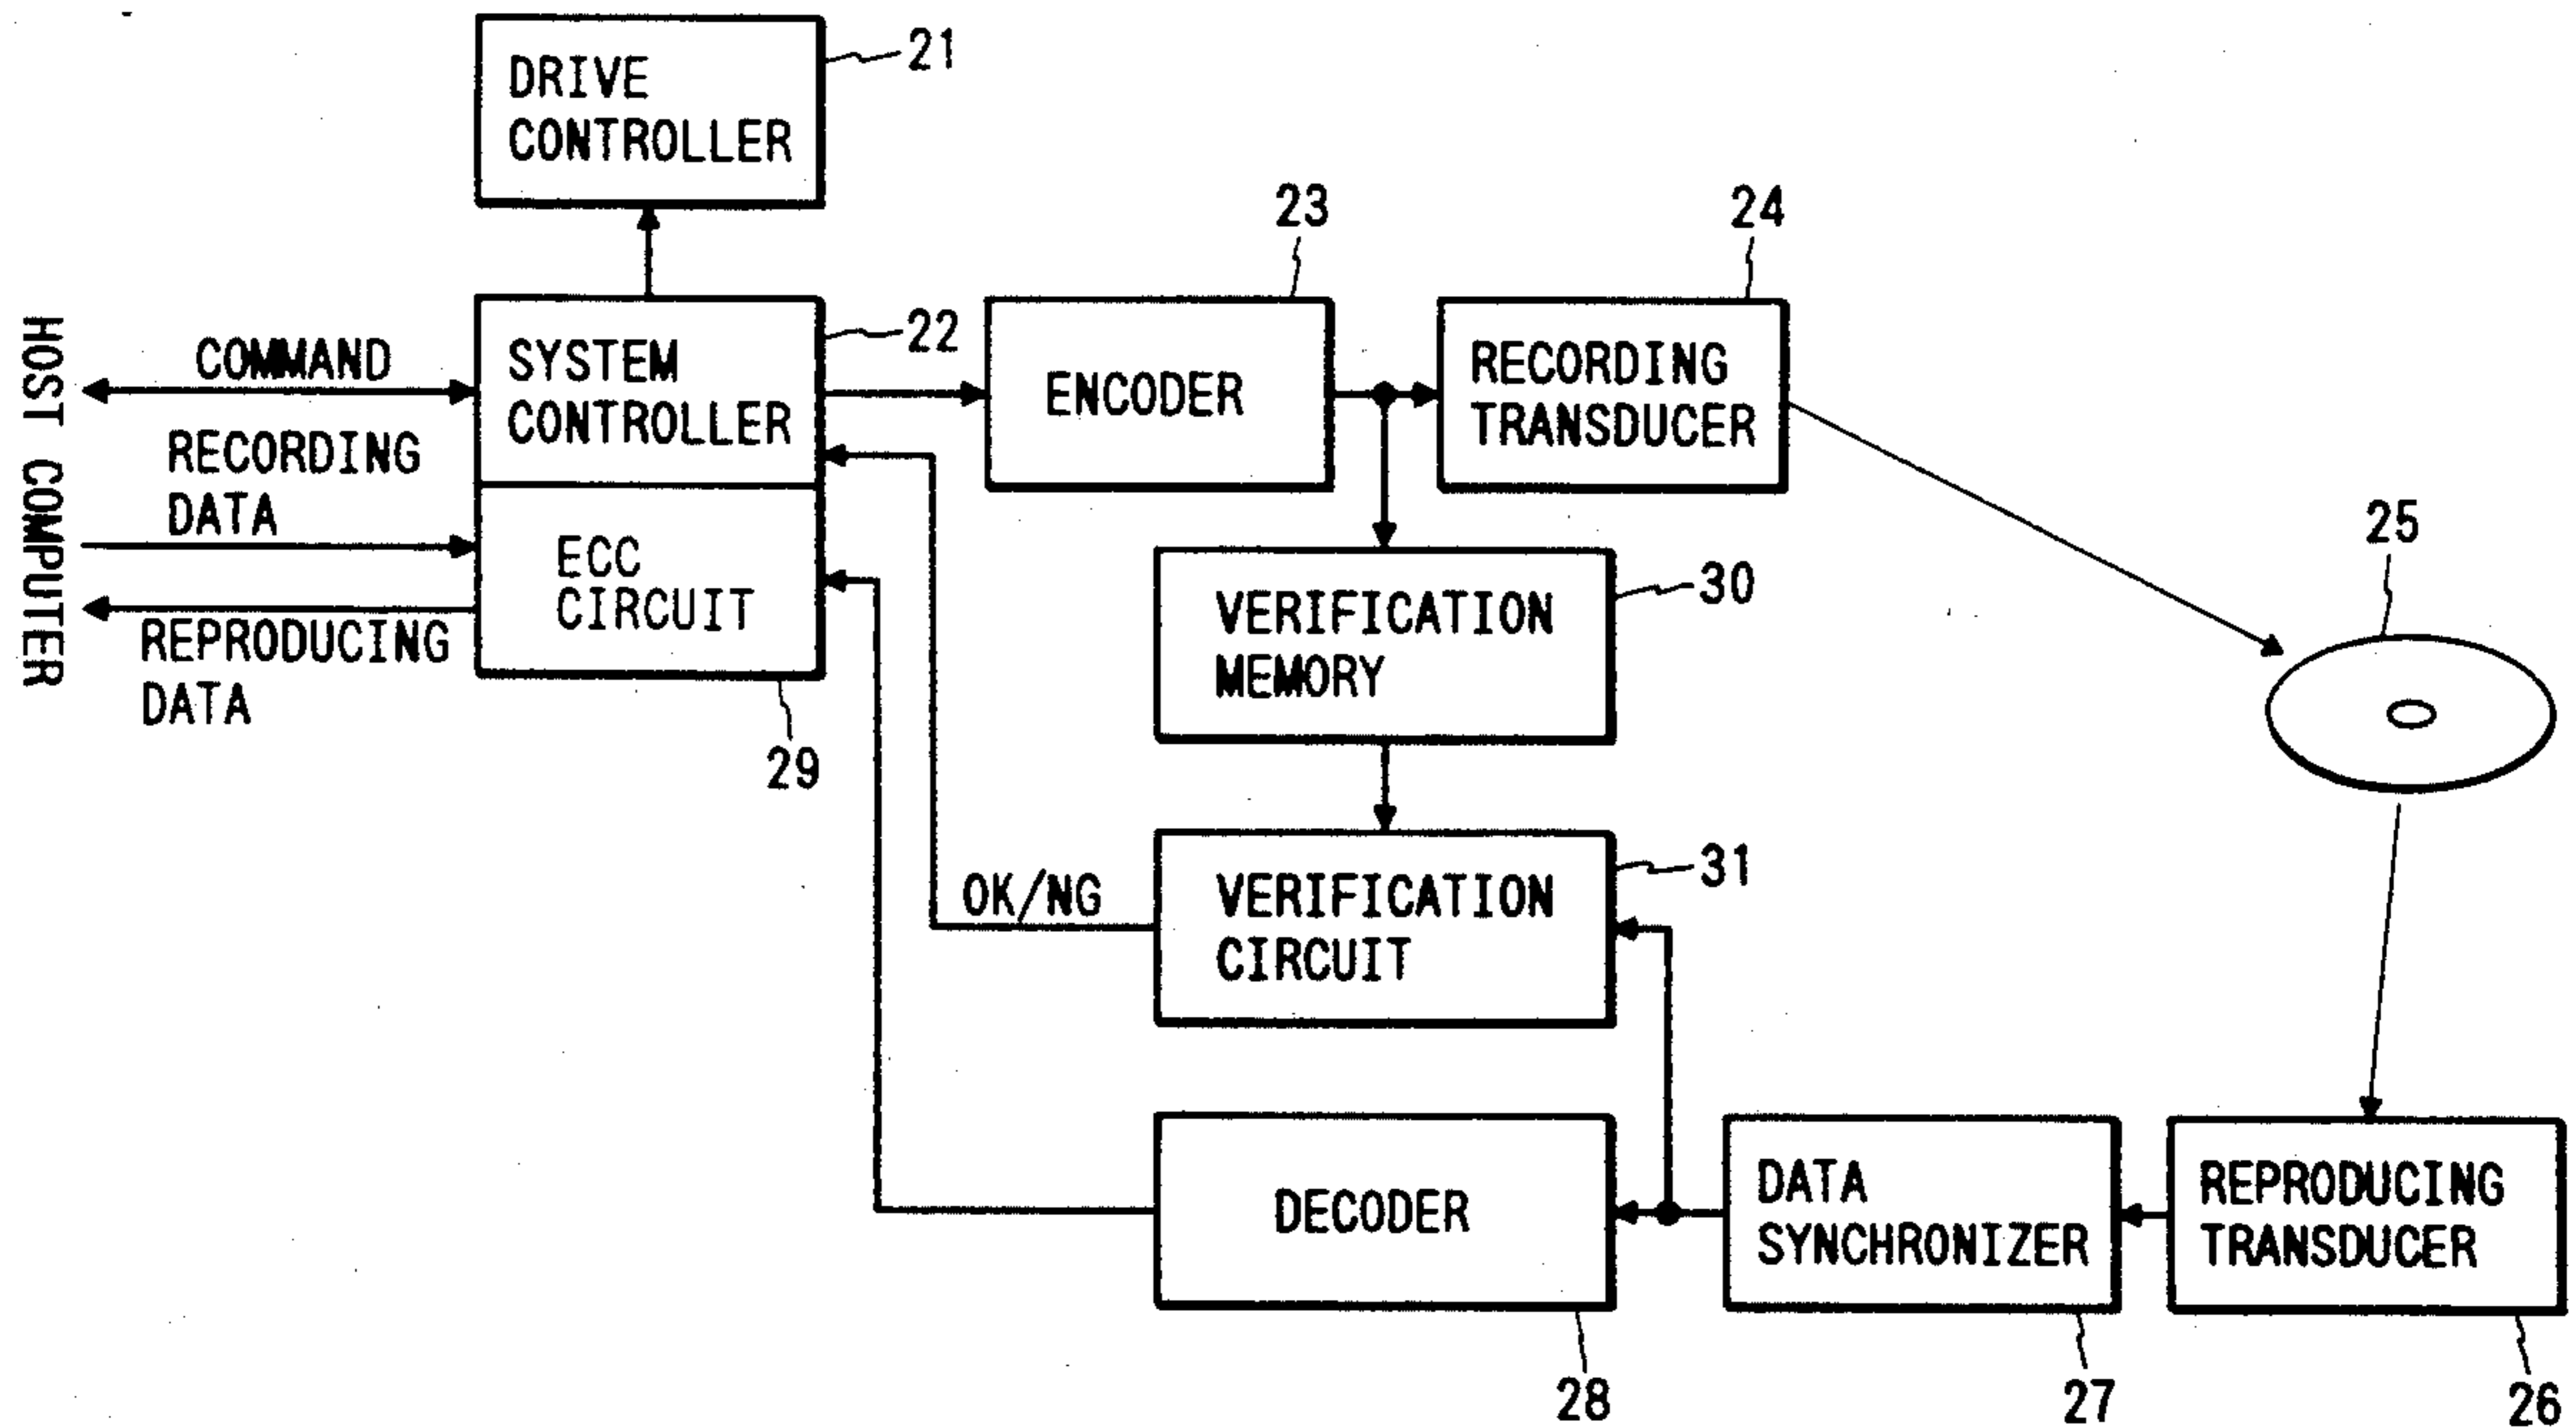 DRIVE
CONTROLLER
21
HOST COMPUTER
COMMAND
RECORDING
DATA
REPRODUCING
DATA
SYSTEM
CONTROLLER
22
ECC
CIRCUIT
29
ENCODER
23
RECORDING
TRANSDUCER
24
25
VERIFICATION
MEMORY
30
VERIFICATION
CIRCUIT
31
OK/NG
DECODER
28
DATA
SYNCHRONIZER
27
REPRODUCING
TRANSDUCER
26